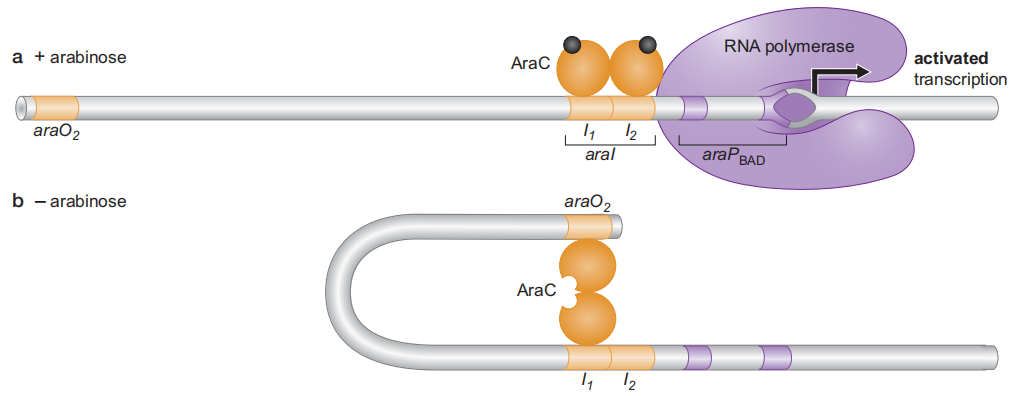 a + arabinose
AraC
RNA polymerase
activated
transcription
araO2
I1 I2
araI
araPBAD
b – arabinose
araO2
AraC
I1 I2